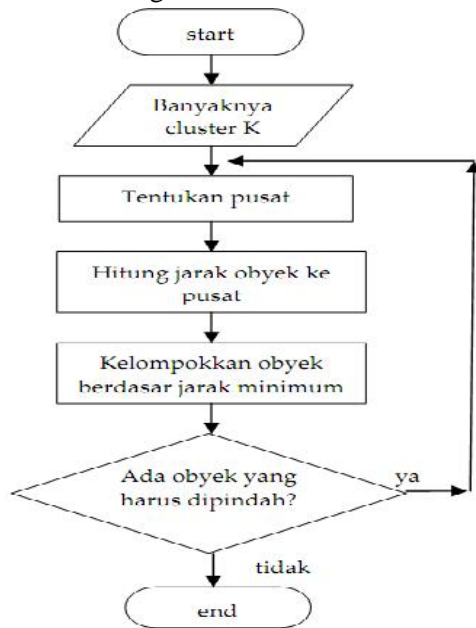 start
Banyaknya
cluster K
Tentukan pusat
Hitung jarak obyek ke
pusat
Kelompokkan obyek
berdasar jarak minimum
Ada obyek yang
harus dipindah?
ya
tidak
end